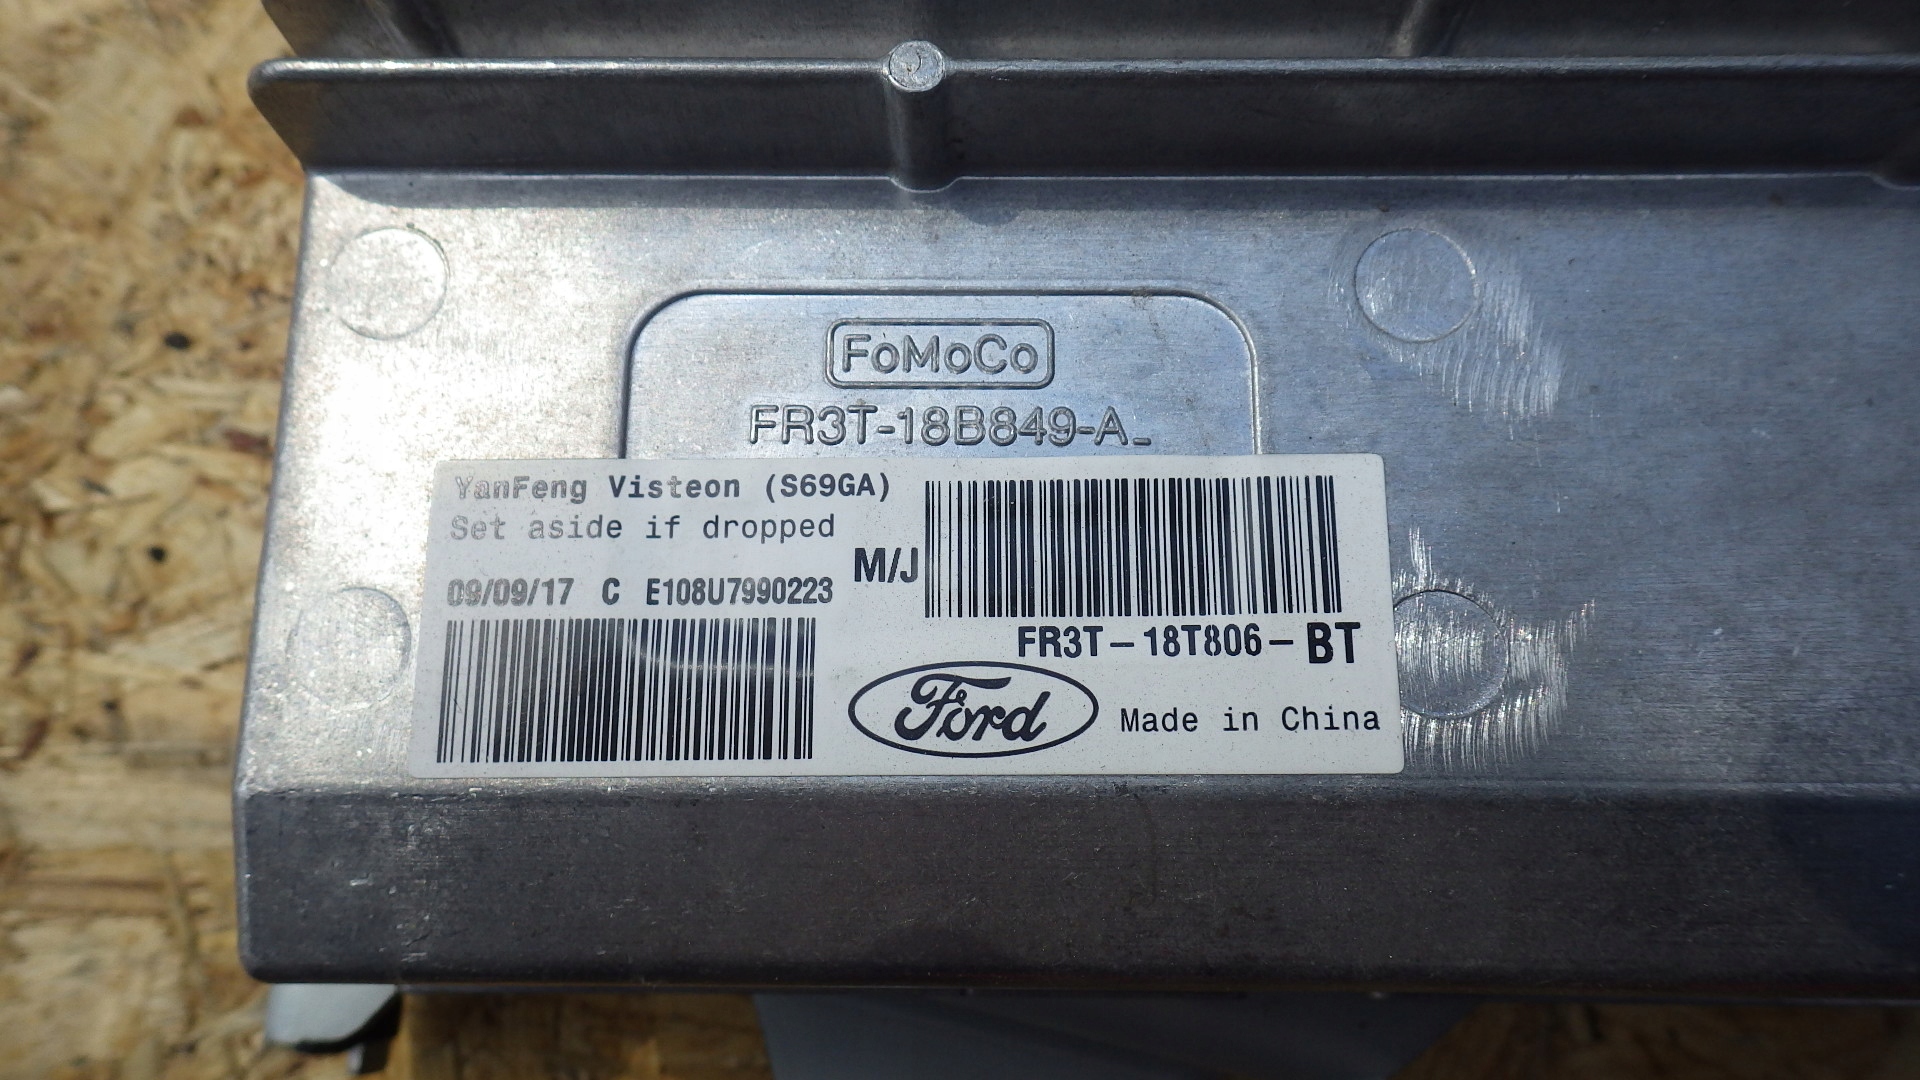 FoMoCo
FR3T-18B849-A_
YanFeng Visteon (S69GA)
Set aside if dropped
09/09/17 C E108U7990223
M/J
FR3T-18T806-BT
Ford
Made in China